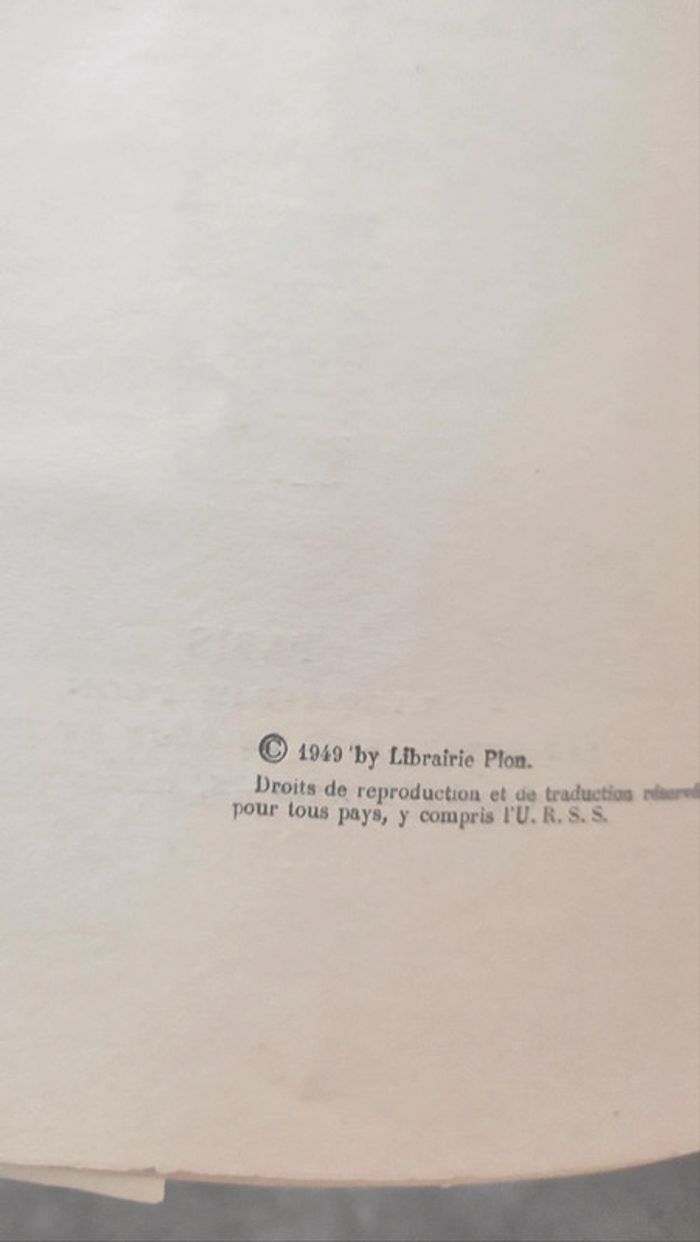 © 1949 by Librairie Plon.
Droits de reproduction et de traduction
pour tous pays, y compris l'U. R. S. S.